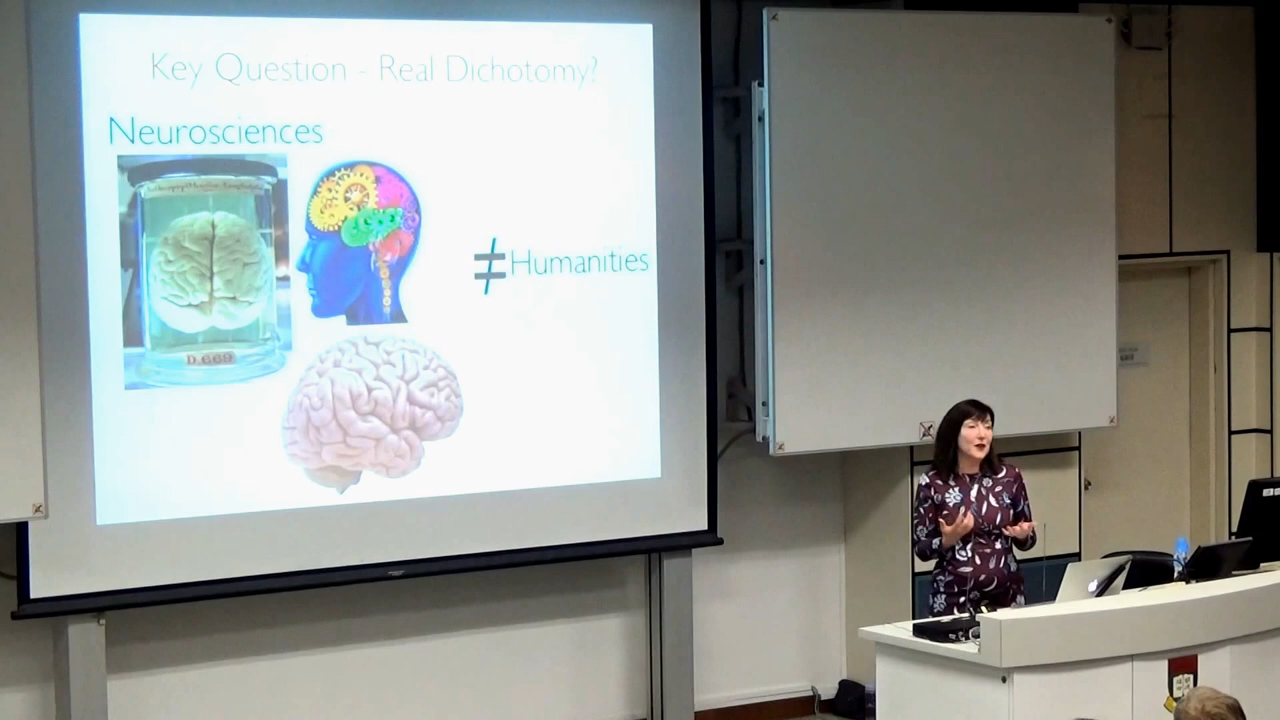 Key Question - Real Dichotomy?
Neurosciences
≠Humanities
D.669